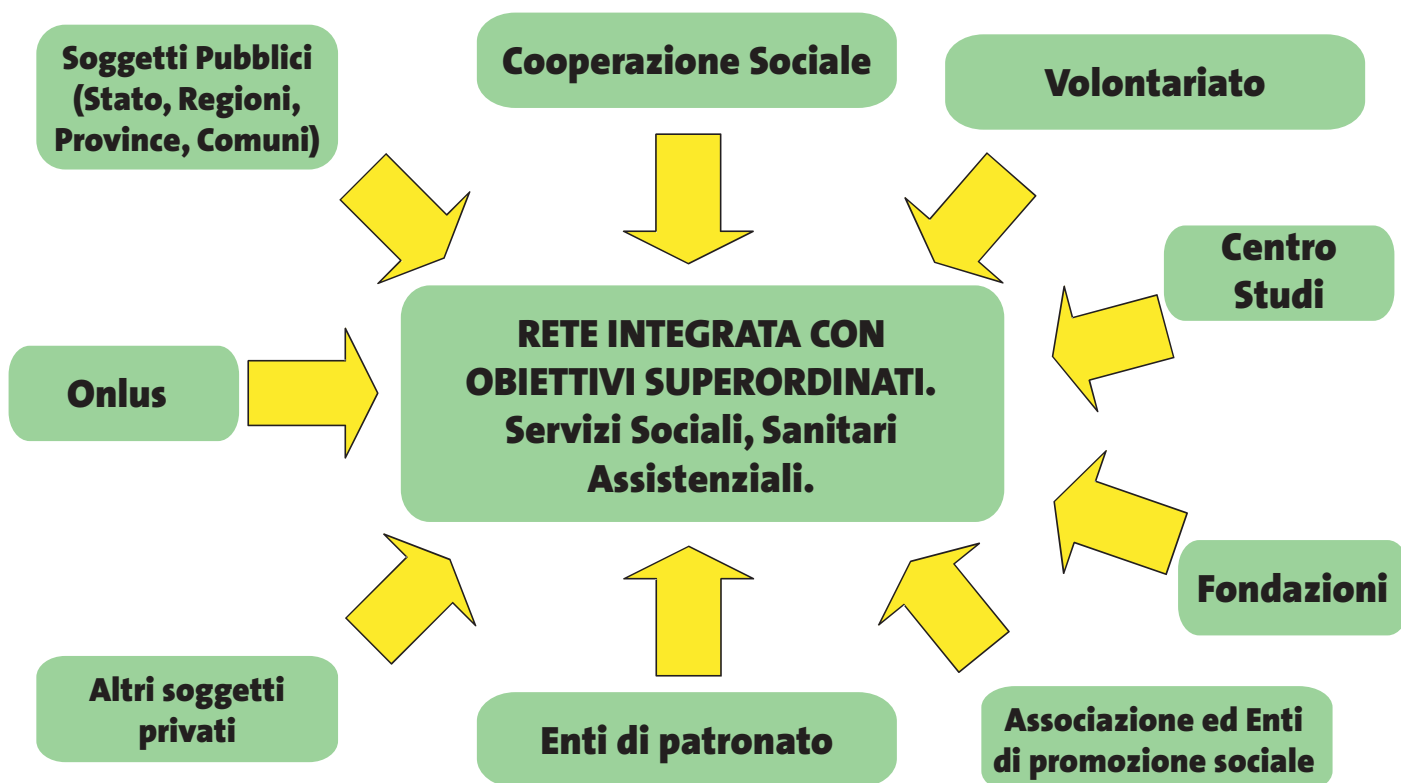 Soggetti Pubblici
(Stato, Regioni,
Province, Comuni)
Cooperazione Sociale
Volontariato
Centro
Studi
RETE INTEGRATA CON
OBIETTIVI SUPERORDINATI.
Servizi Sociali, Sanitari
Assistenziali.
Onlus
Fondazioni
Altri soggetti
privati
Enti di patronato
Associazione ed Enti
di promozione sociale